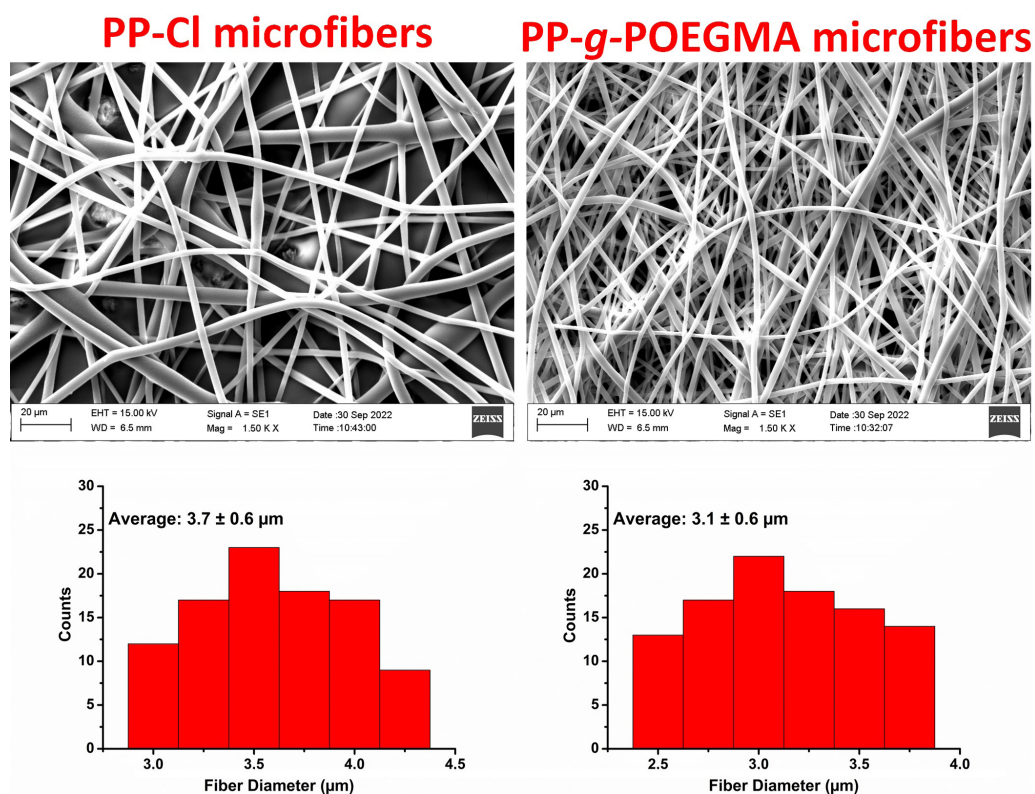 PP-Cl microfibers
PP-g-POEGMA microfibers
20 µm
EHT = 15.00 kV
WD = 6.5 mm
Signal A = SE1
Mag = 1.50 K X
Date :30 Sep 2022
Time :10:43:00
ZEISS
20 µm
EHT = 15.00 kV
WD = 6.5 mm
Signal A = SE1
Mag = 1.50 K X
Date :30 Sep 2022
Time :10:32:07
ZEISS
Average: 3.7 ± 0.6 µm
Counts
30
25
20
15
10
5
0
3.0 3.5 4.0 4.5
Fiber Diameter (µm)
Average: 3.1 ± 0.6 µm
Counts
30
25
20
15
10
5
0
2.5 3.0 3.5 4.0
Fiber Diameter (µm)